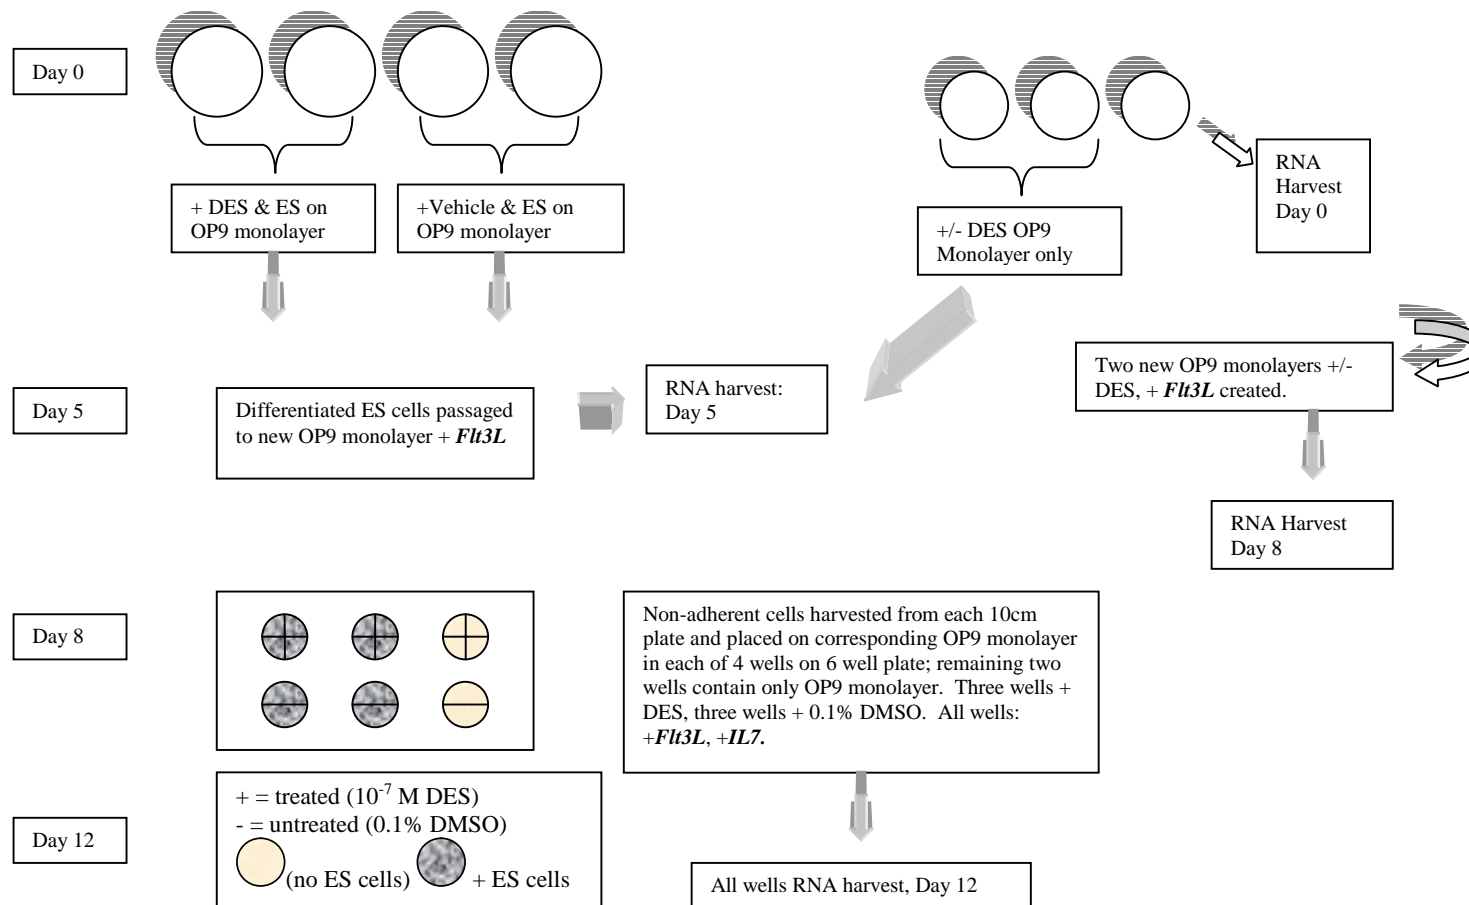 Day 0
+ DES & ES on
OP9 monolayer
+Vehicle & ES on
OP9 monolayer
+/- DES OP9
Monolayer only
RNA
Harvest
Day 0
Day 5
Differentiated ES cells passaged
to new OP9 monolayer + Flt3L
RNA harvest:
Day 5
Two new OP9 monolayers +/-
DES, + Flt3L created.
RNA Harvest
Day 8
Day 8
Non-adherent cells harvested from each 10cm
plate and placed on corresponding OP9 monolayer
in each of 4 wells on 6 well plate; remaining two
wells contain only OP9 monolayer. Three wells +
DES, three wells + 0.1% DMSO. All wells:
+Flt3L, +IL7.
Day 12
+ = treated (10⁻⁷ M DES)
- = untreated (0.1% DMSO)
(no ES cells) + ES cells
All wells RNA harvest, Day 12